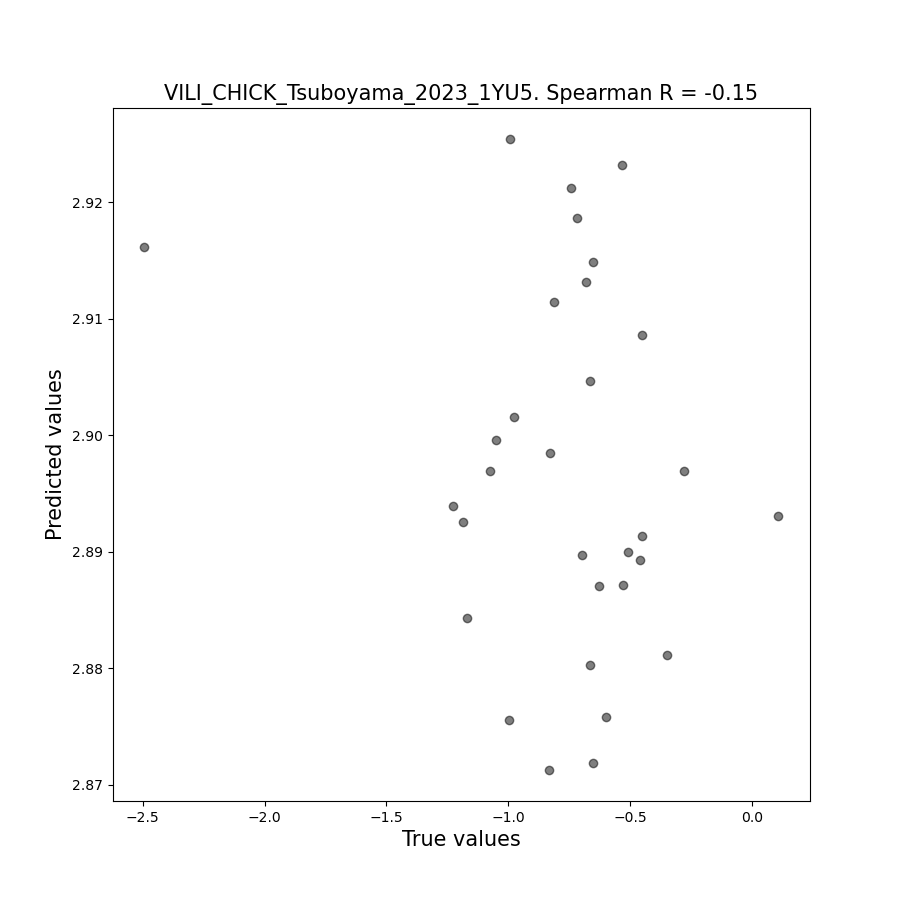 VILI_CHICK_Tsuboyama_2023_1YU5. Spearman R = -0.15
2.92
2.91
2.90
2.89
2.88
2.87
Predicted values
−2.5 −2.0 −1.5 −1.0 −0.5 0.0
True values